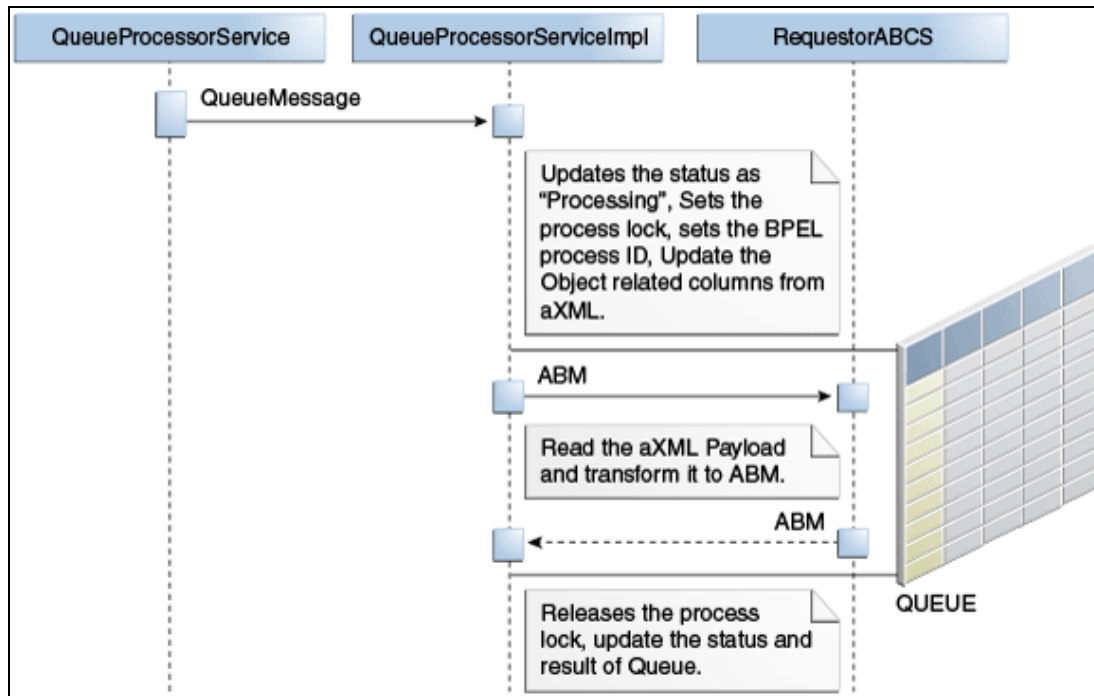 QueueProcessorService
QueueProcessorServiceImpl
RequestorABCS
QueueMessage
Updates the status as
“Processing”, Sets the
process lock, sets the BPEL
process ID, Update the
Object related columns from
aXML.
ABM
Read the aXML Payload
and transform it to ABM.
ABM
QUEUE
Releases the process
lock, update the status and
result of Queue.